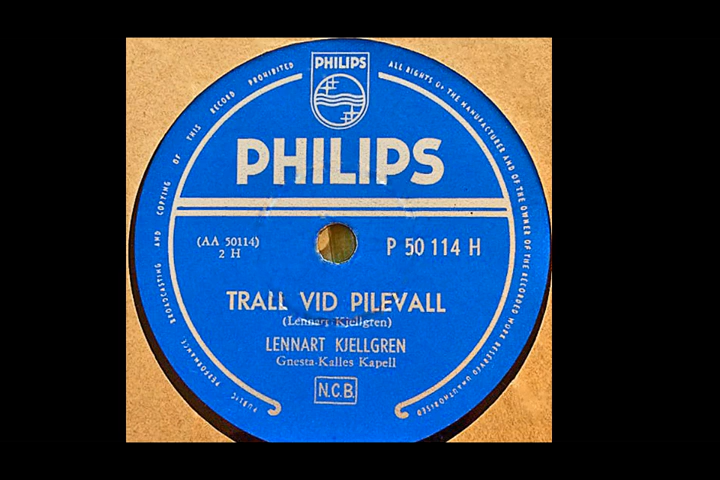 PHILIPS
PHILIPS
ALL RIGHTS OF THE MANUFACTURER AND OF THE OWNER OF THE RECORDED WORK RESERVED UNAUTHORISED
PUBLIC PERFORMANCE BROADCASTING AND COPYING OF THIS RECORD PROHIBITED
(AA 50114)
2 H
P 50 114 H
TRALL VID PILEVALL
(Lennart Kjellgren)
LENNART KJELLGREN
Gnesta-Kalles Kapell
N.C.B.